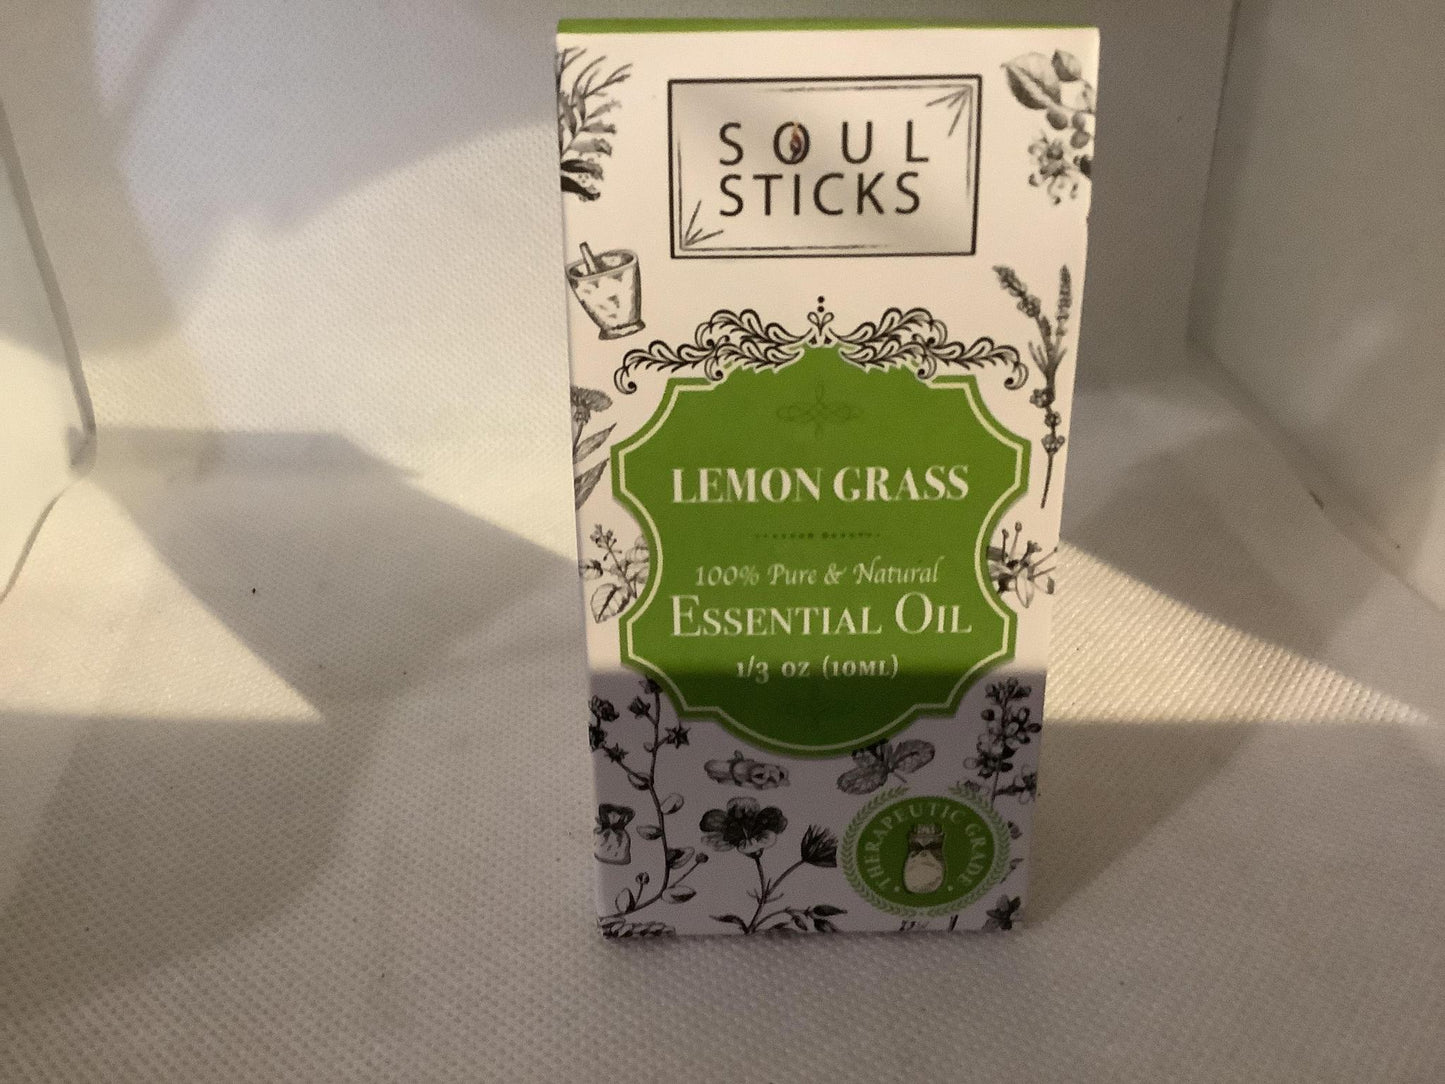 SOUL
STICKS
LEMON GRASS
100% Pure & Natural
ESSENTIAL OIL
1/3 OZ (10ML)
THERAPEUTIC GRADE